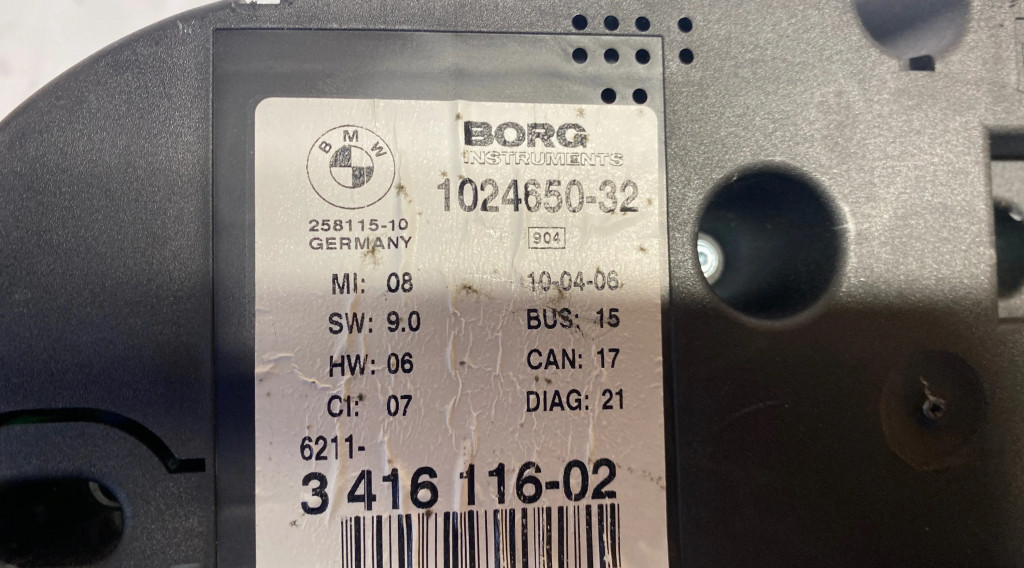 BMW
BORG
INSTRUMENTS
1024650-32
258115-10
GERMANY
904
MI: 08
10-04-06
SW: 9.0
BUS: 15
HW: 06
CAN: 17
CI: 07
DIAG: 21
6211-
3 416 116-02